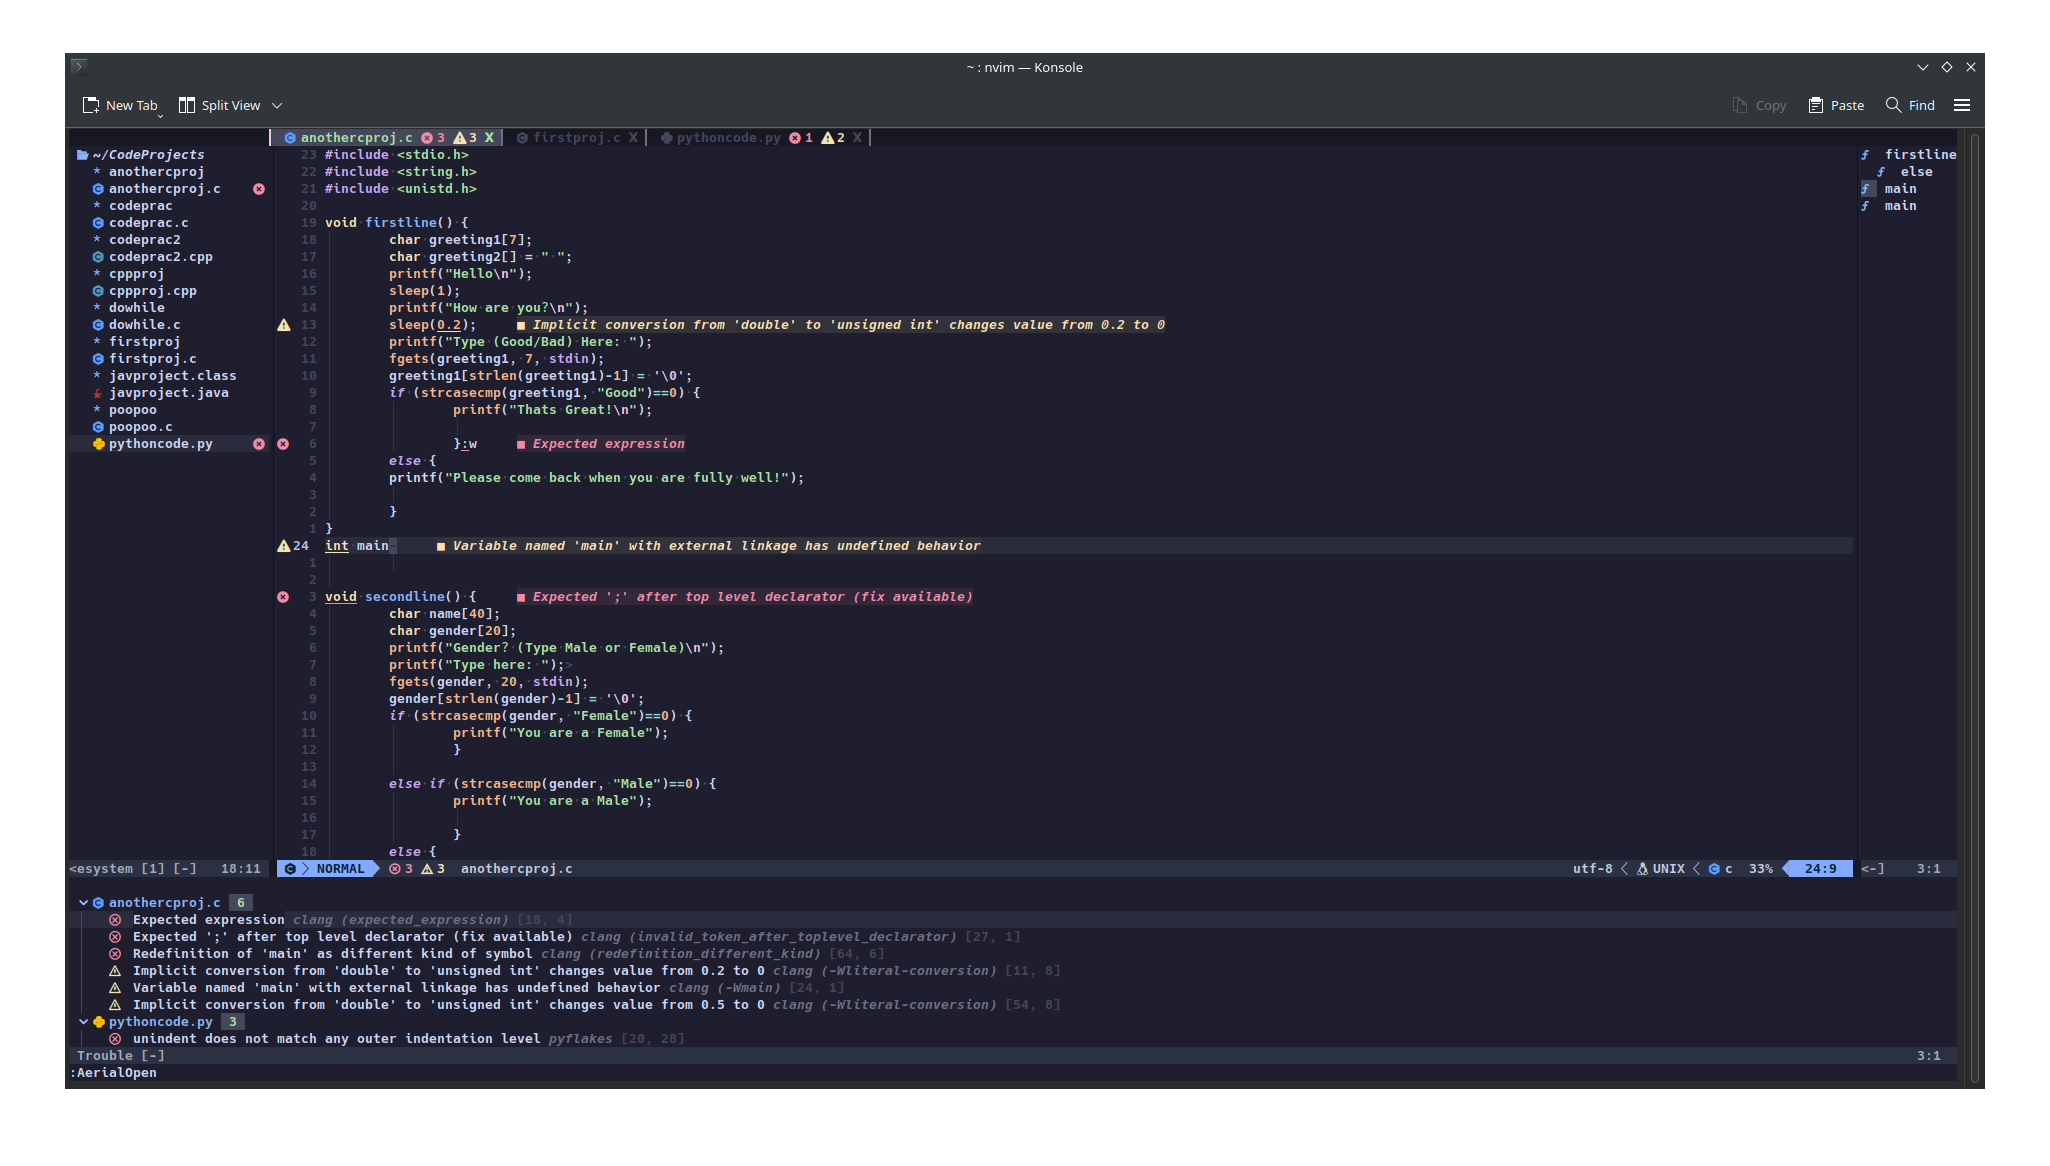 ~ : nvim — Konsole
New Tab Split View Copy Paste Find
anothercproj.c 3 3 X firstproj.c X pythoncode.py 1 2 X
~/CodeProjects
* anothercproj
anothercproj.c
* codeprac
codeprac.c
* codeprac2
codeprac2.cpp
* cppproj
cppproj.cpp
* dowhile
dowhile.c
* firstproj
firstproj.c
* javproject.class
javproject.java
* poopoo
poopoo.c
pythoncode.py
23 #include <stdio.h>
22 #include <string.h>
21 #include <unistd.h>
20
19 void firstline() {
18 char greeting1[7];
17 char greeting2[] = " ";
16 printf("Hello\n");
15 sleep(1);
14 printf("How are you?\n");
13 sleep(0.2); ■ Implicit conversion from 'double' to 'unsigned int' changes value from 0.2 to 0
12 printf("Type (Good/Bad) Here: ");
11 fgets(greeting1, 7, stdin);
10 greeting1[strlen(greeting1)-1] = '\0';
9 if (strcasecmp(greeting1, "Good")==0) {
8 printf("Thats Great!\n");
7
6 }:w ■ Expected expression
5 else {
4 printf("Please come back when you are fully well!");
3
2 }
1 }
24 int main- ■ Variable named 'main' with external linkage has undefined behavior
1
2
3 void secondline() { ■ Expected ';' after top level declarator (fix available)
4 char name[40];
5 char gender[20];
6 printf("Gender? (Type Male or Female)\n");
7 printf("Type here: ");>
8 fgets(gender, 20, stdin);
9 gender[strlen(gender)-1] = '\0';
10 if (strcasecmp(gender, "Female")==0) {
11 printf("You are a Female");
12 }
13
14 else if (strcasecmp(gender, "Male")==0) {
15 printf("You are a Male");
16
17 }
18 else {
firstline
else
main
main
<esystem [1] [-] 18:11 NORMAL 3 3 anothercproj.c utf-8 UNIX c 33% 24:9 <-] 3:1
anothercproj.c 6
Expected expression clang (expected_expression) [18, 4]
Expected ';' after top level declarator (fix available) clang (invalid_token_after_toplevel_declarator) [27, 1]
Redefinition of 'main' as different kind of symbol clang (redefinition_different_kind) [64, 6]
Implicit conversion from 'double' to 'unsigned int' changes value from 0.2 to 0 clang (-Wliteral-conversion) [11, 8]
Variable named 'main' with external linkage has undefined behavior clang (-Wmain) [24, 1]
Implicit conversion from 'double' to 'unsigned int' changes value from 0.5 to 0 clang (-Wliteral-conversion) [54, 8]
pythoncode.py 3
unindent does not match any outer indentation level pyflakes [20, 28]
Trouble [-] 3:1
:AerialOpen